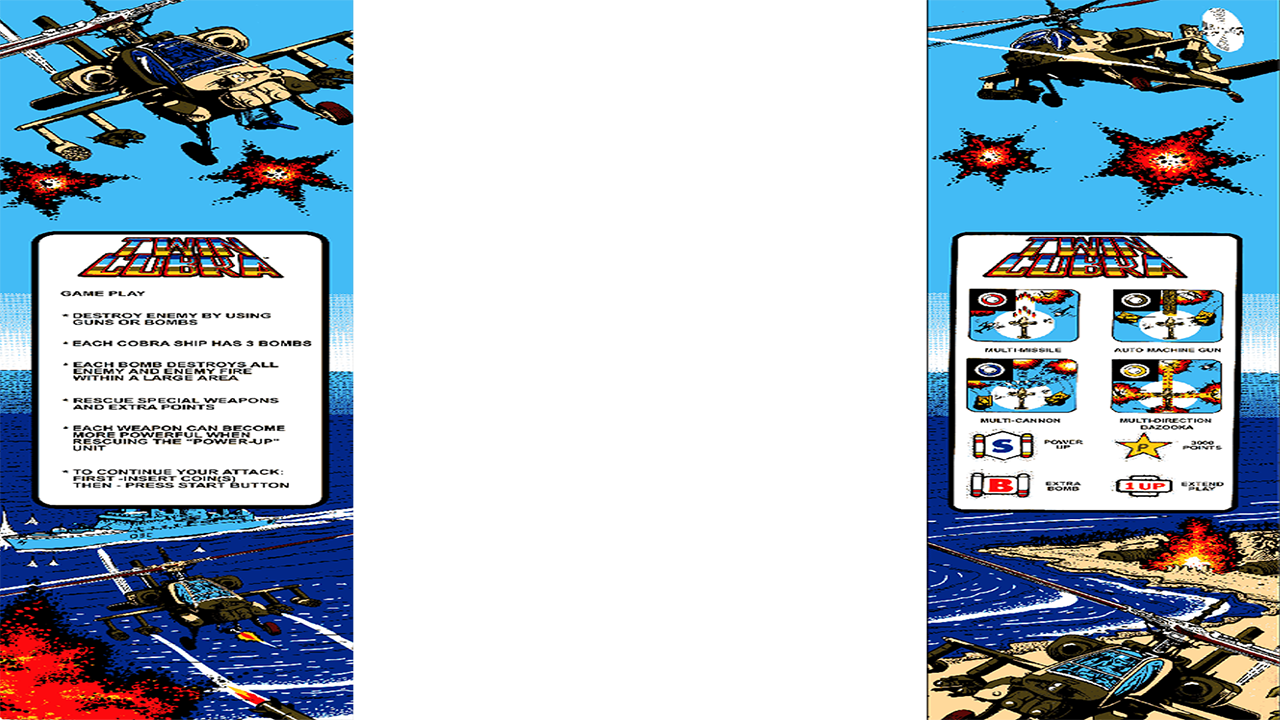 TWIN
COBRA
GAME PLAY
* DESTROY ENEMY BY USING
GUNS OR BOMBS
* EACH COBRA SHIP HAS 3 BOMBS
* EACH BOMB DESTROYS ALL
ENEMY AND ENEMY FIRE
WITHIN A LARGE AREA
* RESCUE SPECIAL WEAPONS
AND EXTRA POINTS
* EACH WEAPON CAN BECOME
MORE POWERFUL WHEN
RESCUING THE "POWER-UP"
UNIT
* TO CONTINUE YOUR ATTACK:
FIRST -INSERT COIN(S)
THEN - PRESS START BUTTON
TWIN
COBRA
MULTI-MISSILE
AUTO MACHINE GUN
MULTI-CANNON
MULTI-DIRECTION
BAZOOKA
S
POWER
UP
P
3000
POINTS
B
EXTRA
BOMB
1 UP
EXTEND
PLAY